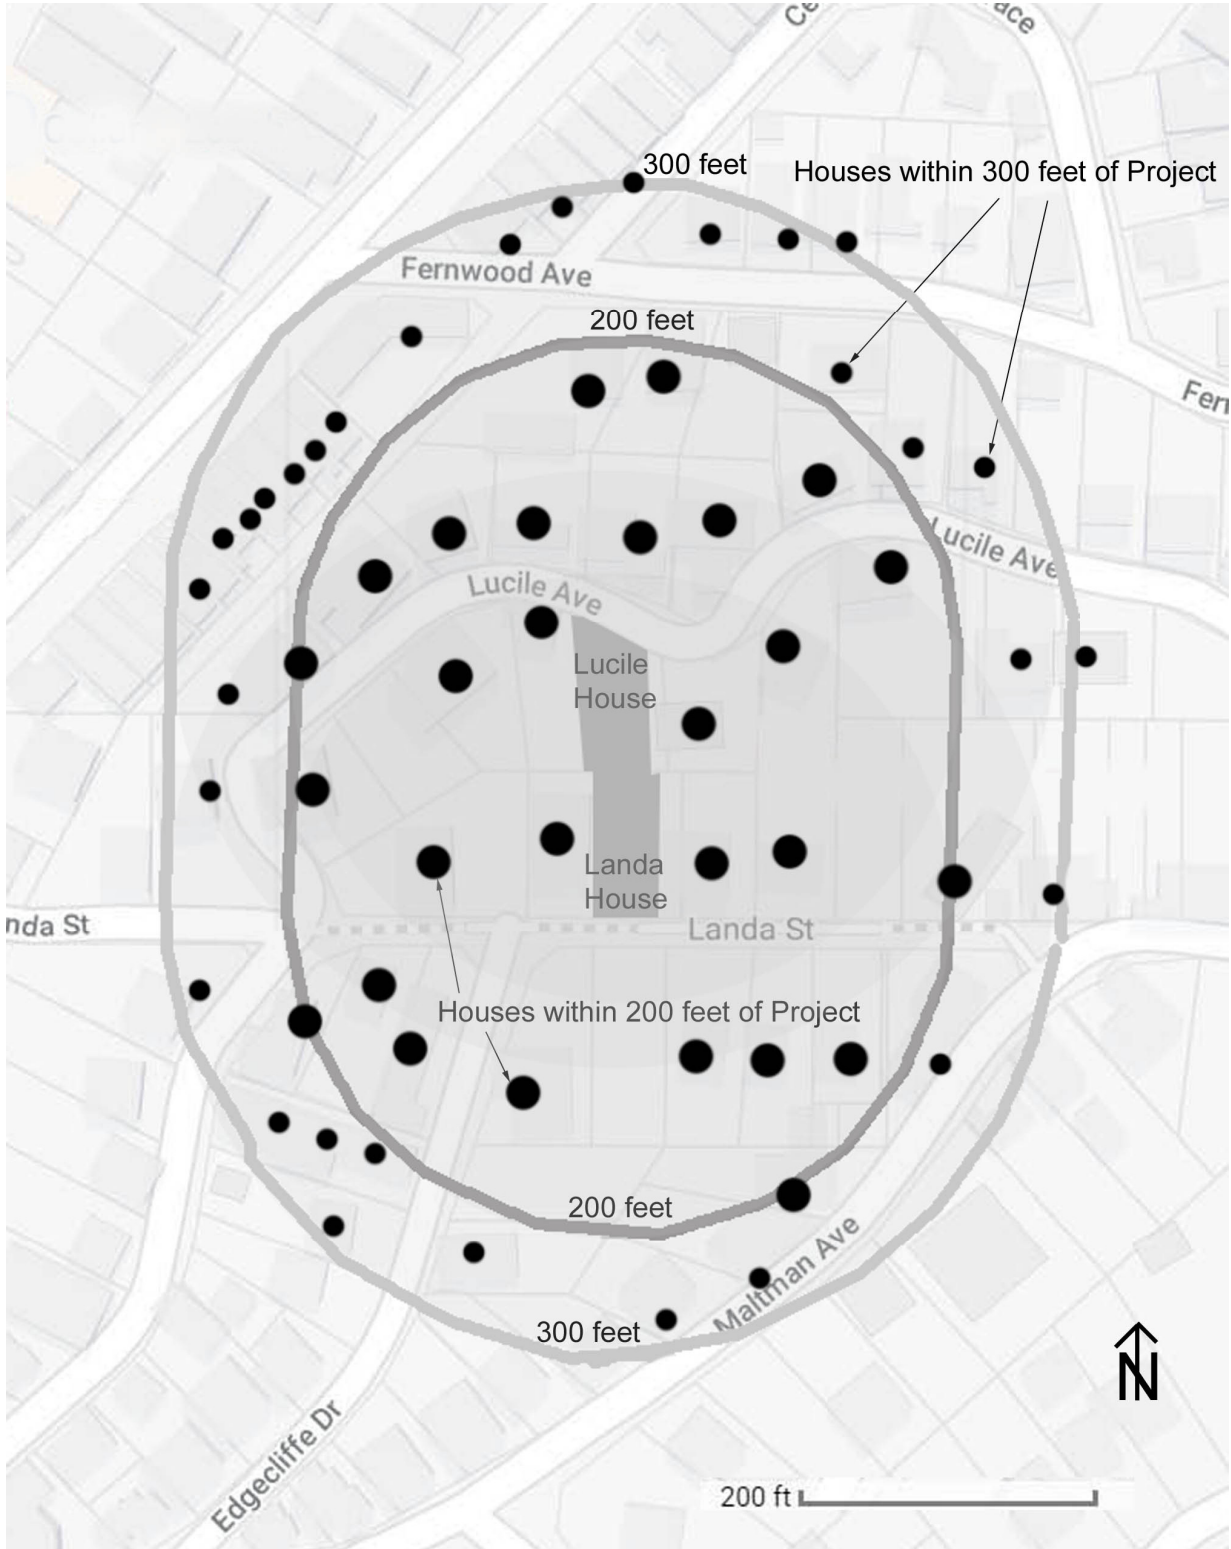 300 feet
Houses within 300 feet of Project
Fernwood Ave
200 feet
Lucile Ave
Lucile Ave
Lucile
House
Landa
House
nda St
Landa St
Houses within 200 feet of Project
200 feet
Maltman Ave
300 feet
N
Edgecliffe Dr
200 ft